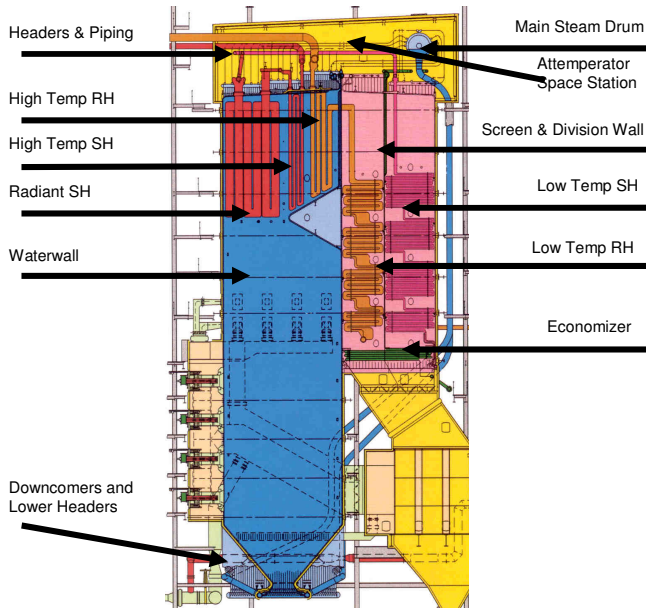 Headers & Piping
High Temp RH
High Temp SH
Radiant SH
Waterwall
Downcomers and
Lower Headers
Main Steam Drum
Attemperator
Space Station
Screen & Division Wall
Low Temp SH
Low Temp RH
Economizer